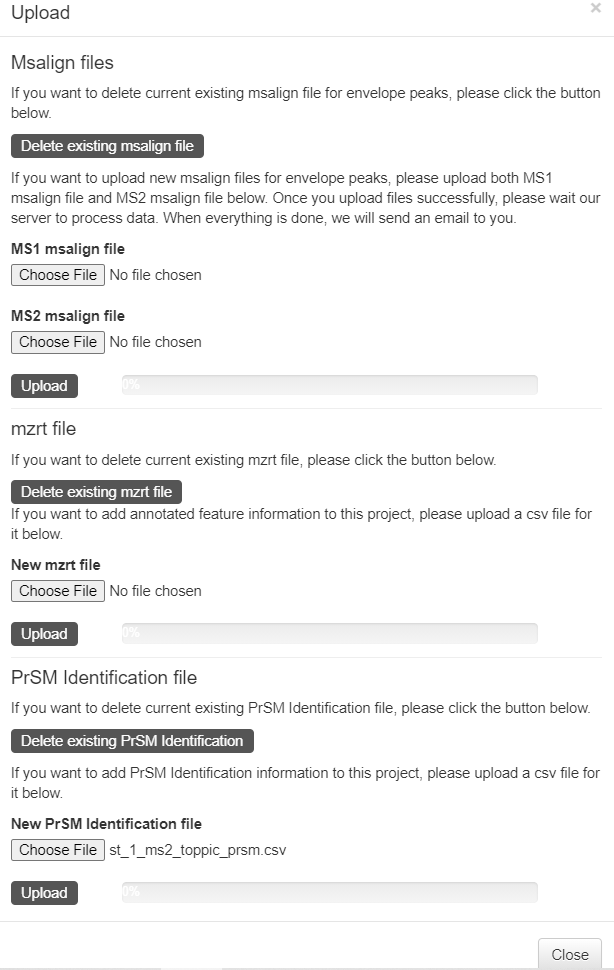 Upload
×
Msalign files
If you want to delete current existing msalign file for envelope peaks, please click the button
below.
Delete existing msalign file
If you want to upload new msalign files for envelope peaks, please upload both MS1
msalign file and MS2 msalign file below. Once you upload files successfully, please wait our
server to process data. When everything is done, we will send an email to you.
MS1 msalign file
Choose File No file chosen
MS2 msalign file
Choose File No file chosen
Upload 0%
mzrt file
If you want to delete current existing mzrt file, please click the button below.
Delete existing mzrt file
If you want to add annotated feature information to this project, please upload a csv file for
it below.
New mzrt file
Choose File No file chosen
Upload 0%
PrSM Identification file
If you want to delete current existing PrSM Identification file, please click the button below.
Delete existing PrSM Identification
If you want to add PrSM Identification information to this project, please upload a csv file for
it below.
New PrSM Identification file
Choose File st_1_ms2_toppic_prsm.csv
Upload 0%
Close